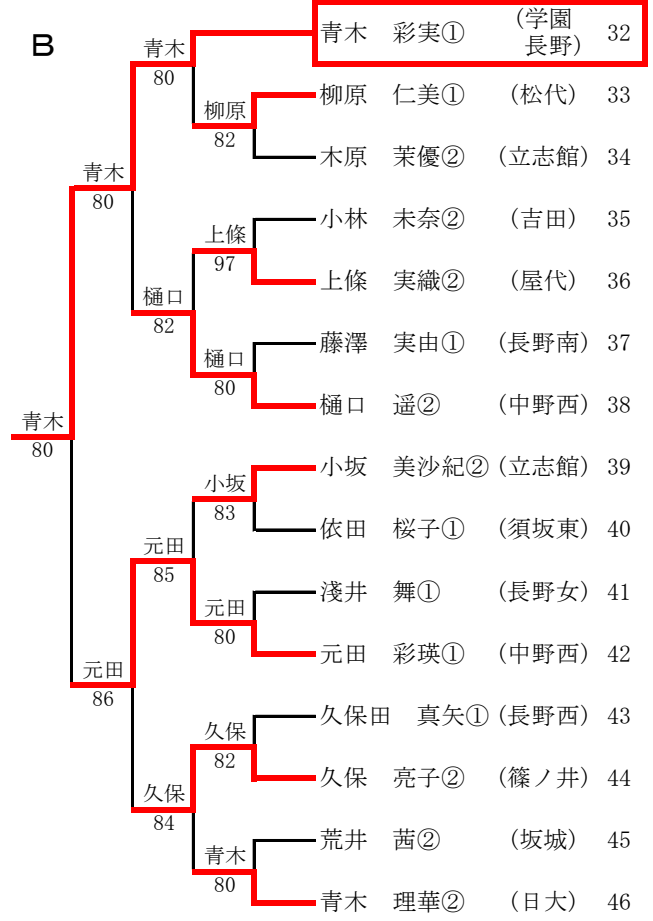 B
青木 彩実① (学園長野) 32
青木
80
柳原 仁美① (松代) 33
柳原
82
木原 茉優② (立志館) 34
青木
80
小林 未奈② (吉田) 35
上條
97
上條 実織② (屋代) 36
樋口
82
藤澤 実由① (長野南) 37
樋口
80
樋口 遥② (中野西) 38
青木
80
小坂 美沙紀② (立志館) 39
小坂
83
依田 桜子① (須坂東) 40
元田
85
淺井 舞① (長野女) 41
元田
80
元田 彩瑛① (中野西) 42
元田
86
久保田 真矢① (長野西) 43
久保
82
久保 亮子② (篠ノ井) 44
久保
84
荒井 茜② (坂城) 45
青木
80
青木 理華② (日大) 46